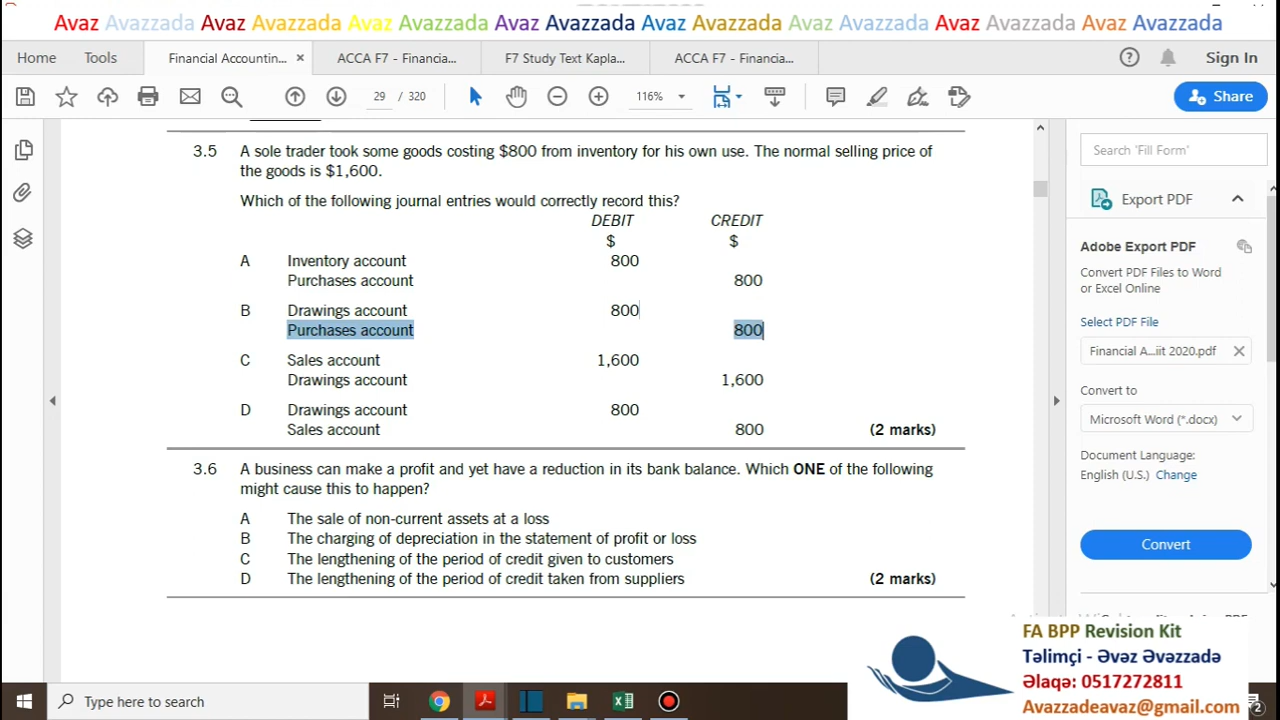 Avaz Avazzada Avaz Avazzada Avaz Avazzada Avaz Avazzada Avaz Avazzada Avaz Avazzada Avaz Avazzada Avaz Avazzada
Home Tools Financial Accountin... × ACCA F7 - Financia... F7 Study Text Kapla... ACCA F7 - Financia... Sign In
29 / 320 116% Share
3.5 A sole trader took some goods costing $800 from inventory for his own use. The normal selling price of
the goods is $1,600.
Which of the following journal entries would correctly record this?
DEBIT CREDIT
$ $
A Inventory account 800
Purchases account 800
B Drawings account 800
Purchases account 800
C Sales account 1,600
Drawings account 1,600
D Drawings account 800
Sales account 800 (2 marks)
3.6 A business can make a profit and yet have a reduction in its bank balance. Which ONE of the following
might cause this to happen?
A The sale of non-current assets at a loss
B The charging of depreciation in the statement of profit or loss
C The lengthening of the period of credit given to customers
D The lengthening of the period of credit taken from suppliers (2 marks)
Search 'Fill Form'
Export PDF
Adobe Export PDF
Convert PDF Files to Word
or Excel Online
Select PDF File
Financial A...iit 2020.pdf
Convert to
Microsoft Word (*.docx)
Document Language:
English (U.S.) Change
Convert
FA BPP Revision Kit
Təlimçi - Əvəz Əvəzzadə
Əlaqə: 0517272811
Avazzadeavaz@gmail.com
Type here to search
2